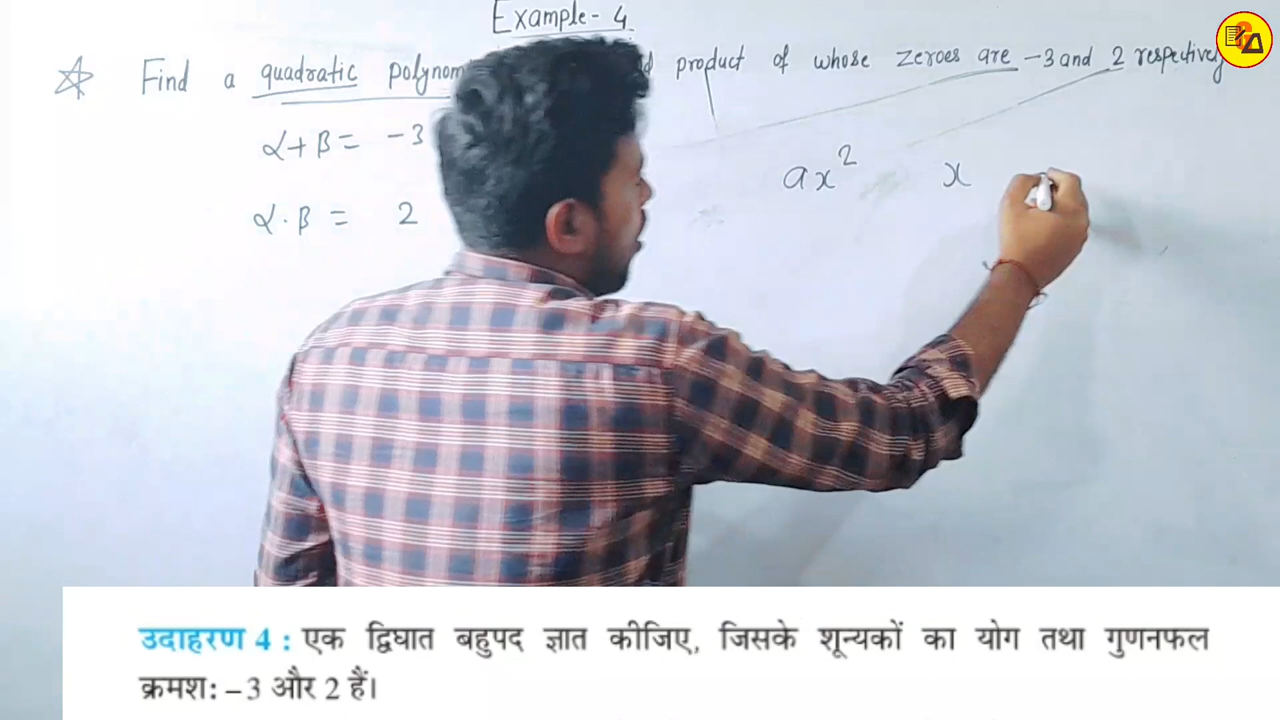 Example - 4
Find a quadratic product of whose zeroes are -3 and 2 respectively
α + β = -3
ax² x
α . β = 2
उदाहरण 4 : एक द्विघात बहुपद ज्ञात कीजिए, जिसके शून्यकों का योग तथा गुणनफल
क्रमश: –3 और 2 हैं।